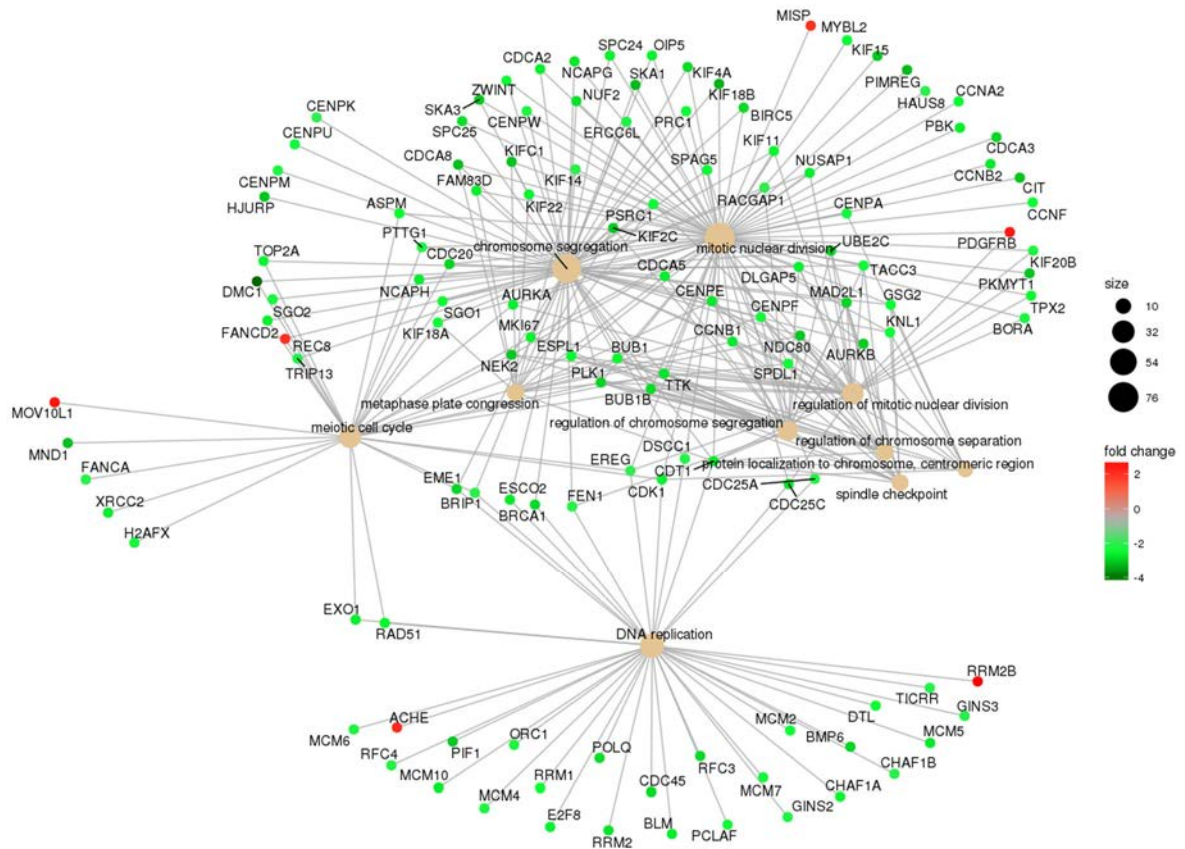 MISP
MYBL2
SPC24
OIP5
KIF15
CDCA2
NCAPG
SKA1
KIF4A
PIMREG
ZWINT
NUF2
KIF18B
HAUS8
CCNA2
SKA3
CENPW
PRC1
BIRC5
CENPK
SPC25
ERCC6L
PBK
CENPU
KIF11
CDCA3
CDCA8
KIFC1
SPAG5
NUSAP1
CCNB2
CENPM
FAM83D
KIF14
CIT
HJURP
ASPM
KIF22
RACGAP1
CENPA
CCNF
PTTG1
PSRC1
KIF2C
chromosome segregation
mitotic nuclear division
UBE2C
PDGFRB
TOP2A
CDC20
CDCA5
DLGAP5
TACC3
KIF20B
DMC1
NCAPH
AURKA
CENPE
MAD2L1
GSG2
PKMYT1
SGO2
SGO1
CENPF
KNL1
TPX2
FANCD2
REC8
KIF18A
MKI67
CCNB1
BORA
ESPL1
BUB1
NDC80
AURKB
TRIP13
NEK2
PLK1
TTK
SPDL1
MOV10L1
metaphase plate congression
BUB1B
regulation of mitotic nuclear division
meiotic cell cycle
regulation of chromosome segregation
MND1
DSCC1
regulation of chromosome separation
FANCA
EREG
CDT1
protein localization to chromosome, centromeric region
EME1
ESCO2
FEN1
CDK1
CDC25A
spindle checkpoint
XRCC2
BRIP1
BRCA1
CDC25C
H2AFX
EXO1
RAD51
DNA replication
RRM2B
TICRR
ACHE
GINS3
MCM6
ORC1
MCM2
DTL
MCM5
RFC4
PIF1
POLQ
BMP6
MCM10
RRM1
CDC45
RFC3
CHAF1B
MCM4
MCM7
CHAF1A
E2F8
GINS2
RRM2
BLM
PCLAF
size
10
32
54
76
fold change
2
0
-2
-4